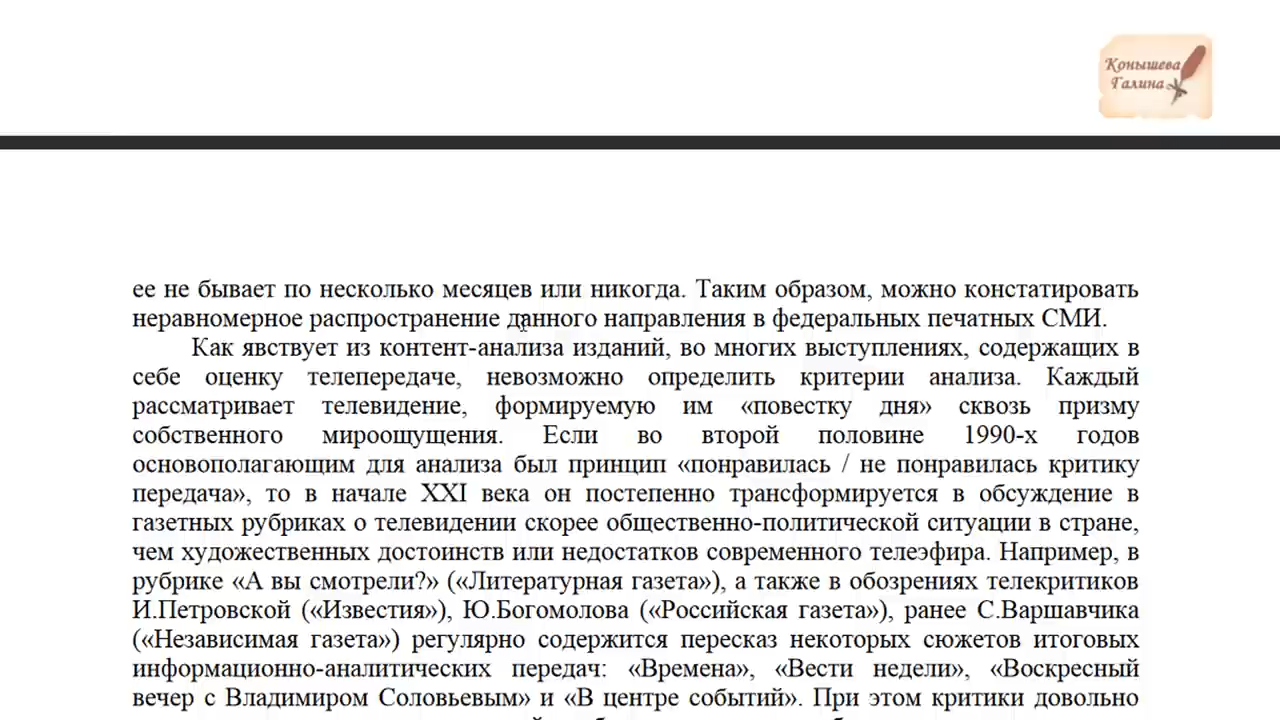 Конышева
Галина
ее не бывает по несколько месяцев или никогда. Таким образом, можно констатировать
неравномерное распространение данного направления в федеральных печатных СМИ.
Как явствует из контент-анализа изданий, во многих выступлениях, содержащих в
себе оценку телепередаче, невозможно определить критерии анализа. Каждый
рассматривает телевидение, формируемую им «повестку дня» сквозь призму
собственного мироощущения. Если во второй половине 1990-х годов
основополагающим для анализа был принцип «понравилась / не понравилась критику
передача», то в начале XXI века он постепенно трансформируется в обсуждение в
газетных рубриках о телевидении скорее общественно-политической ситуации в стране,
чем художественных достоинств или недостатков современного телеэфира. Например, в
рубрике «А вы смотрели?» («Литературная газета»), а также в обозрениях телекритиков
И.Петровской («Известия»), Ю.Богомолова («Российская газета»), ранее С.Варшавчика
(«Независимая газета») регулярно содержится пересказ некоторых сюжетов итоговых
информационно-аналитических передач: «Времена», «Вести недели», «Воскресный
вечер с Владимиром Соловьевым» и «В центре событий». При этом критики довольно